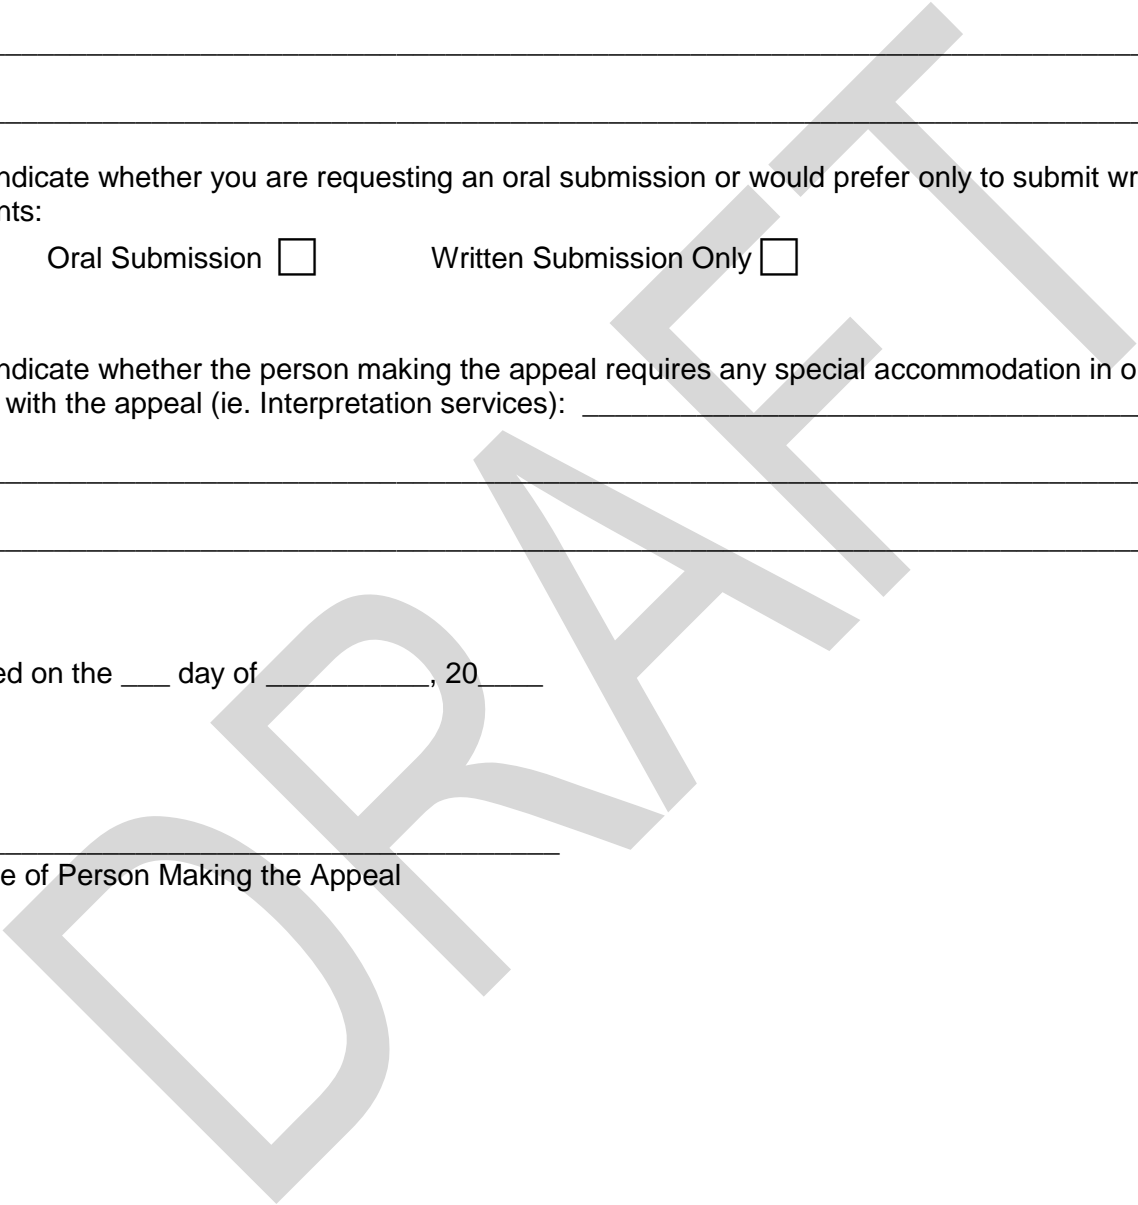 ndicate whether you are requesting an oral submission or would prefer only to submit wr
nts:
Oral Submission Written Submission Only
ndicate whether the person making the appeal requires any special accommodation in o
with the appeal (ie. Interpretation services): ___________________________________
ed on the ___ day of __________, 20____
e of Person Making the Appeal
DRAFT